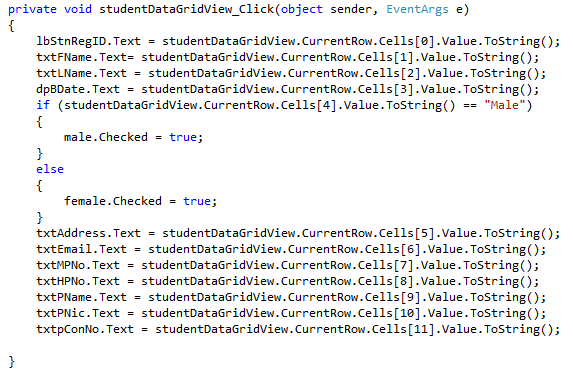 private void studentDataGridView_Click(object sender, EventArgs e)
{
lbStnRegID.Text = studentDataGridView.CurrentRow.Cells[0].Value.ToString();
txtFName.Text= studentDataGridView.CurrentRow.Cells[1].Value.ToString();
txtLName.Text = studentDataGridView.CurrentRow.Cells[2].Value.ToString();
dpBDate.Text = studentDataGridView.CurrentRow.Cells[3].Value.ToString();
if (studentDataGridView.CurrentRow.Cells[4].Value.ToString() == "Male")
{
male.Checked = true;
}
else
{
female.Checked = true;
}
txtAddress.Text = studentDataGridView.CurrentRow.Cells[5].Value.ToString();
txtEmail.Text = studentDataGridView.CurrentRow.Cells[6].Value.ToString();
txtMPNo.Text = studentDataGridView.CurrentRow.Cells[7].Value.ToString();
txtHPNo.Text = studentDataGridView.CurrentRow.Cells[8].Value.ToString();
txtPName.Text = studentDataGridView.CurrentRow.Cells[9].Value.ToString();
txtPNic.Text = studentDataGridView.CurrentRow.Cells[10].Value.ToString();
txtpConNo.Text = studentDataGridView.CurrentRow.Cells[11].Value.ToString();
}